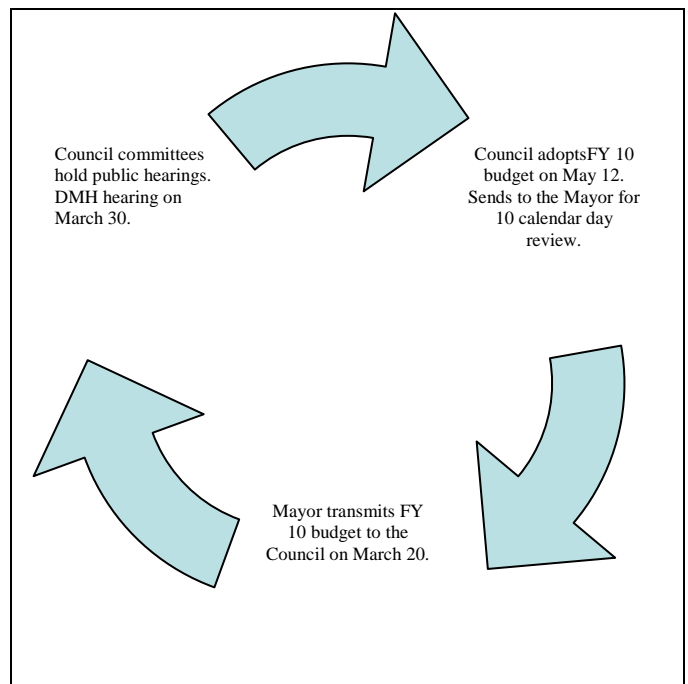 Council committees
hold public hearings.
DMH hearing on
March 30.
Council adoptsFY 10
budget on May 12.
Sends to the Mayor for
10 calendar day
review.
Mayor transmits FY
10 budget to the
Council on March 20.